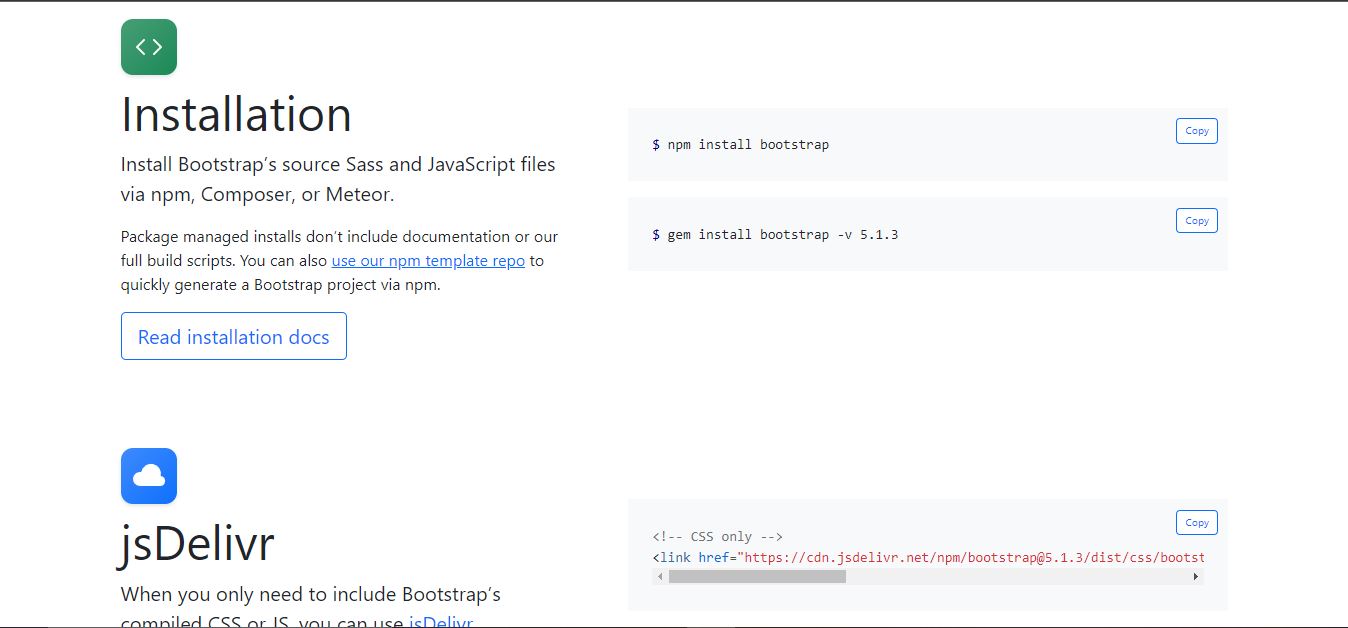 Installation
Install Bootstrap’s source Sass and JavaScript files
via npm, Composer, or Meteor.
Package managed installs don’t include documentation or our
full build scripts. You can also use our npm template repo to
quickly generate a Bootstrap project via npm.
Read installation docs
Copy
$ npm install bootstrap
Copy
$ gem install bootstrap -v 5.1.3
jsDelivr
When you only need to include Bootstrap’s
compiled CSS or JS, you can use jsDelivr.
Copy
<!-- CSS only -->
<link href="https://cdn.jsdelivr.net/npm/bootstrap@5.1.3/dist/css/bootst